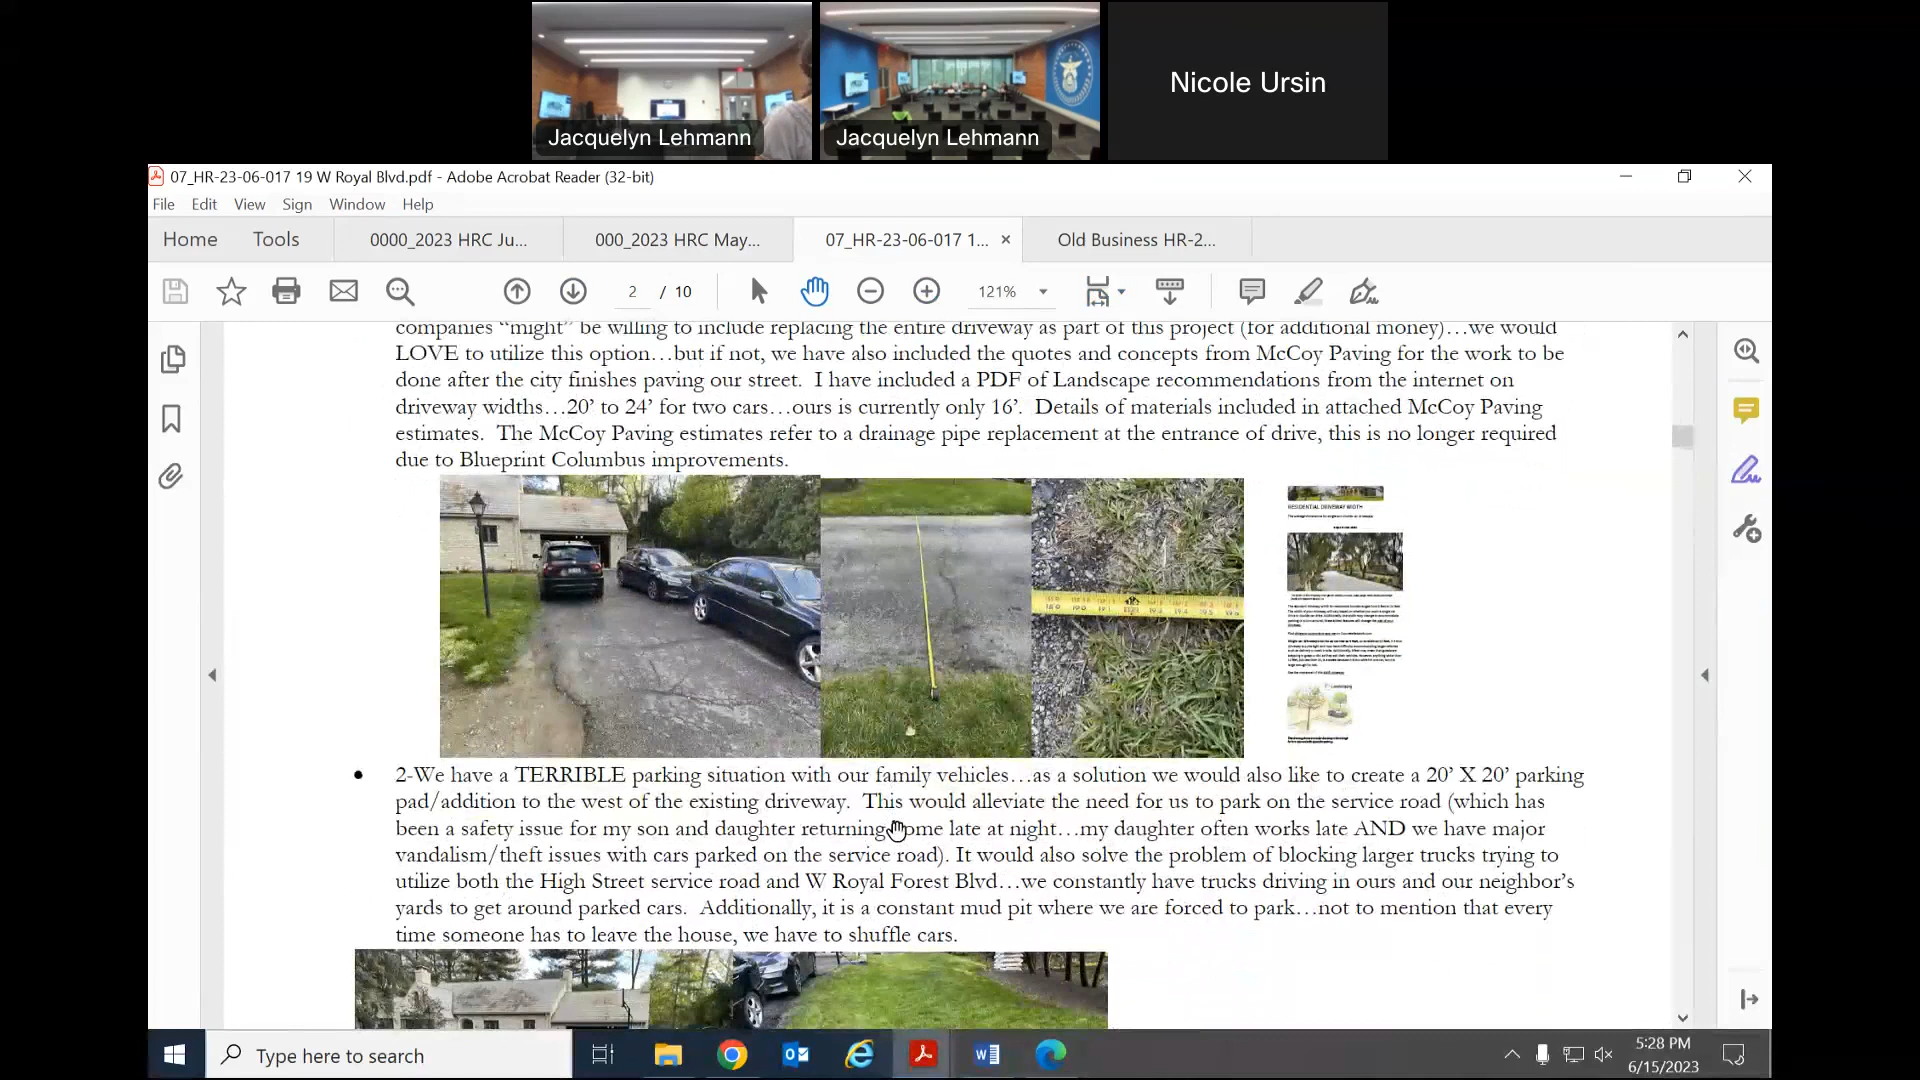 Jacquelyn Lehmann
Jacquelyn Lehmann
Nicole Ursin
07_HR-23-06-017 19 W Royal Blvd.pdf - Adobe Acrobat Reader (32-bit)
File Edit View Sign Window Help
Home Tools 0000_2023 HRC Ju... 000_2023 HRC May... 07_HR-23-06-017 1... × Old Business HR-2...
2 / 10 121%
companies “might” be willing to include replacing the entire driveway as part of this project (for additional money)…we would
LOVE to utilize this option…but if not, we have also included the quotes and concepts from McCoy Paving for the work to be
done after the city finishes paving our street. I have included a PDF of Landscape recommendations from the internet on
driveway widths…20’ to 24’ for two cars…ours is currently only 16’. Details of materials included in attached McCoy Paving
estimates. The McCoy Paving estimates refer to a drainage pipe replacement at the entrance of drive, this is no longer required
due to Blueprint Columbus improvements.
RESIDENTIAL DRIVEWAY WIDTH
• 2-We have a TERRIBLE parking situation with our family vehicles…as a solution we would also like to create a 20’ X 20’ parking
pad/addition to the west of the existing driveway. This would alleviate the need for us to park on the service road (which has
been a safety issue for my son and daughter returning home late at night…my daughter often works late AND we have major
vandalism/theft issues with cars parked on the service road). It would also solve the problem of blocking larger trucks trying to
utilize both the High Street service road and W Royal Forest Blvd…we constantly have trucks driving in ours and our neighbor’s
yards to get around parked cars. Additionally, it is a constant mud pit where we are forced to park…not to mention that every
time someone has to leave the house, we have to shuffle cars.
Type here to search
5:28 PM
6/15/2023